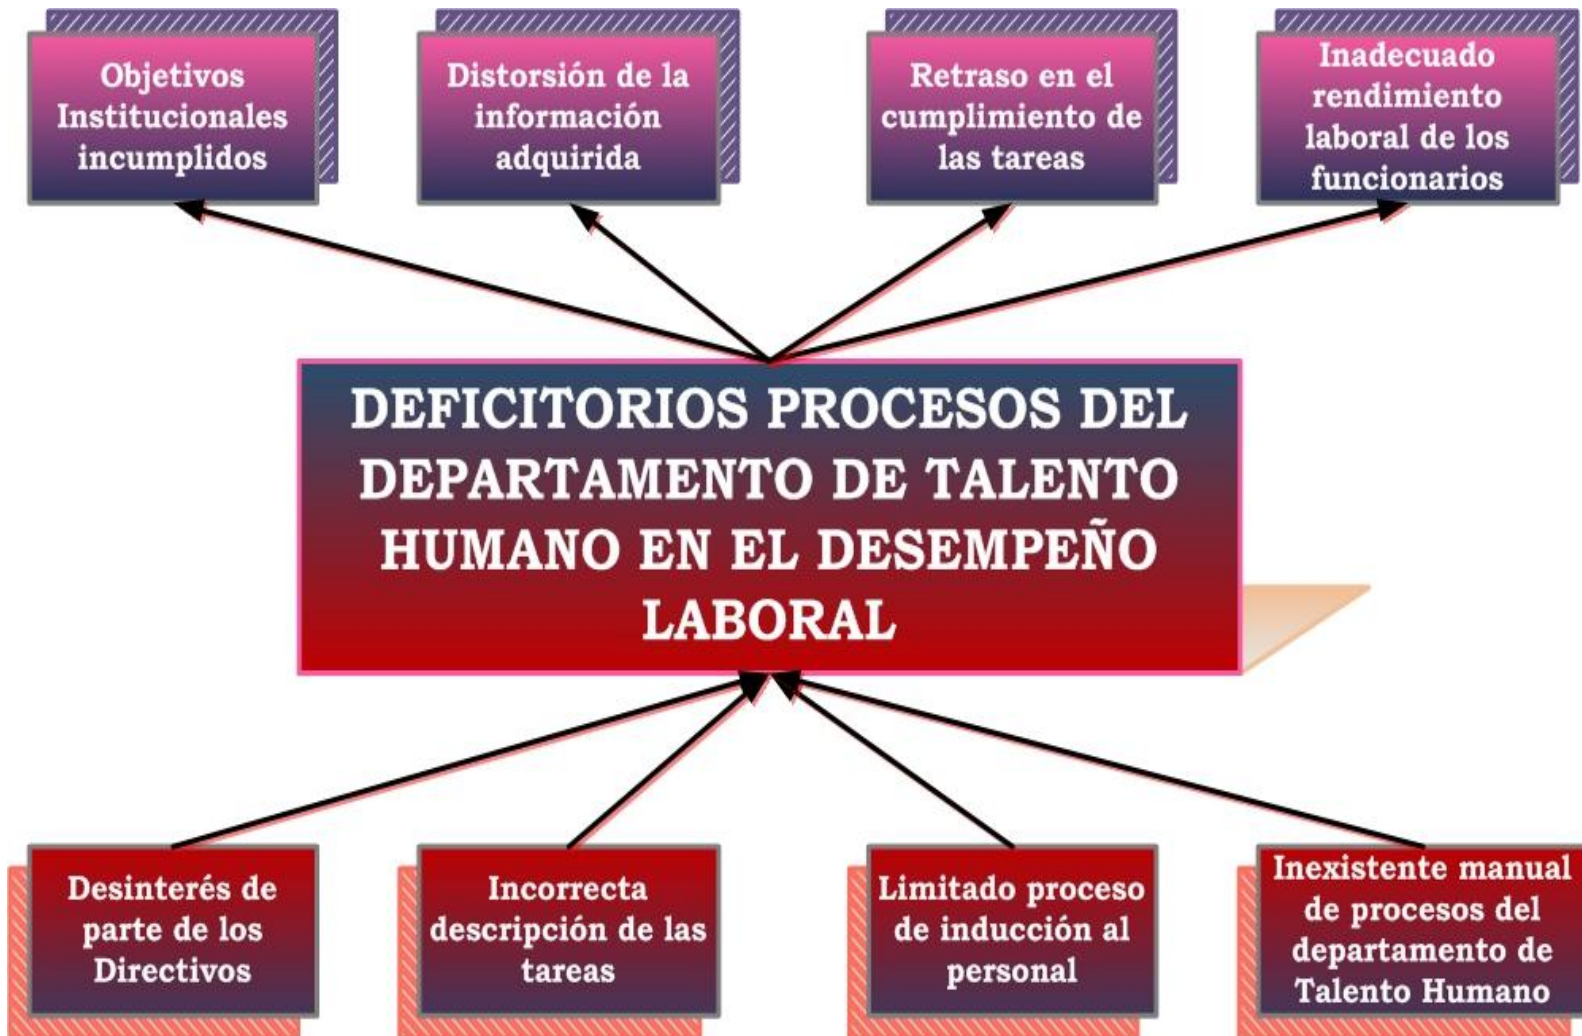 Objetivos
Institucionales
incumplidos
Distorsión de la
información
adquirida
Retraso en el
cumplimiento de
las tareas
Inadecuado
rendimiento
laboral de los
funcionarios
DEFICITORIOS PROCESOS DEL
DEPARTAMENTO DE TALENTO
HUMANO EN EL DESEMPEÑO
LABORAL
Desinterés de
parte de los
Directivos
Incorrecta
descripción de las
tareas
Limitado proceso
de inducción al
personal
Inexistente manual
de procesos del
departamento de
Talento Humano